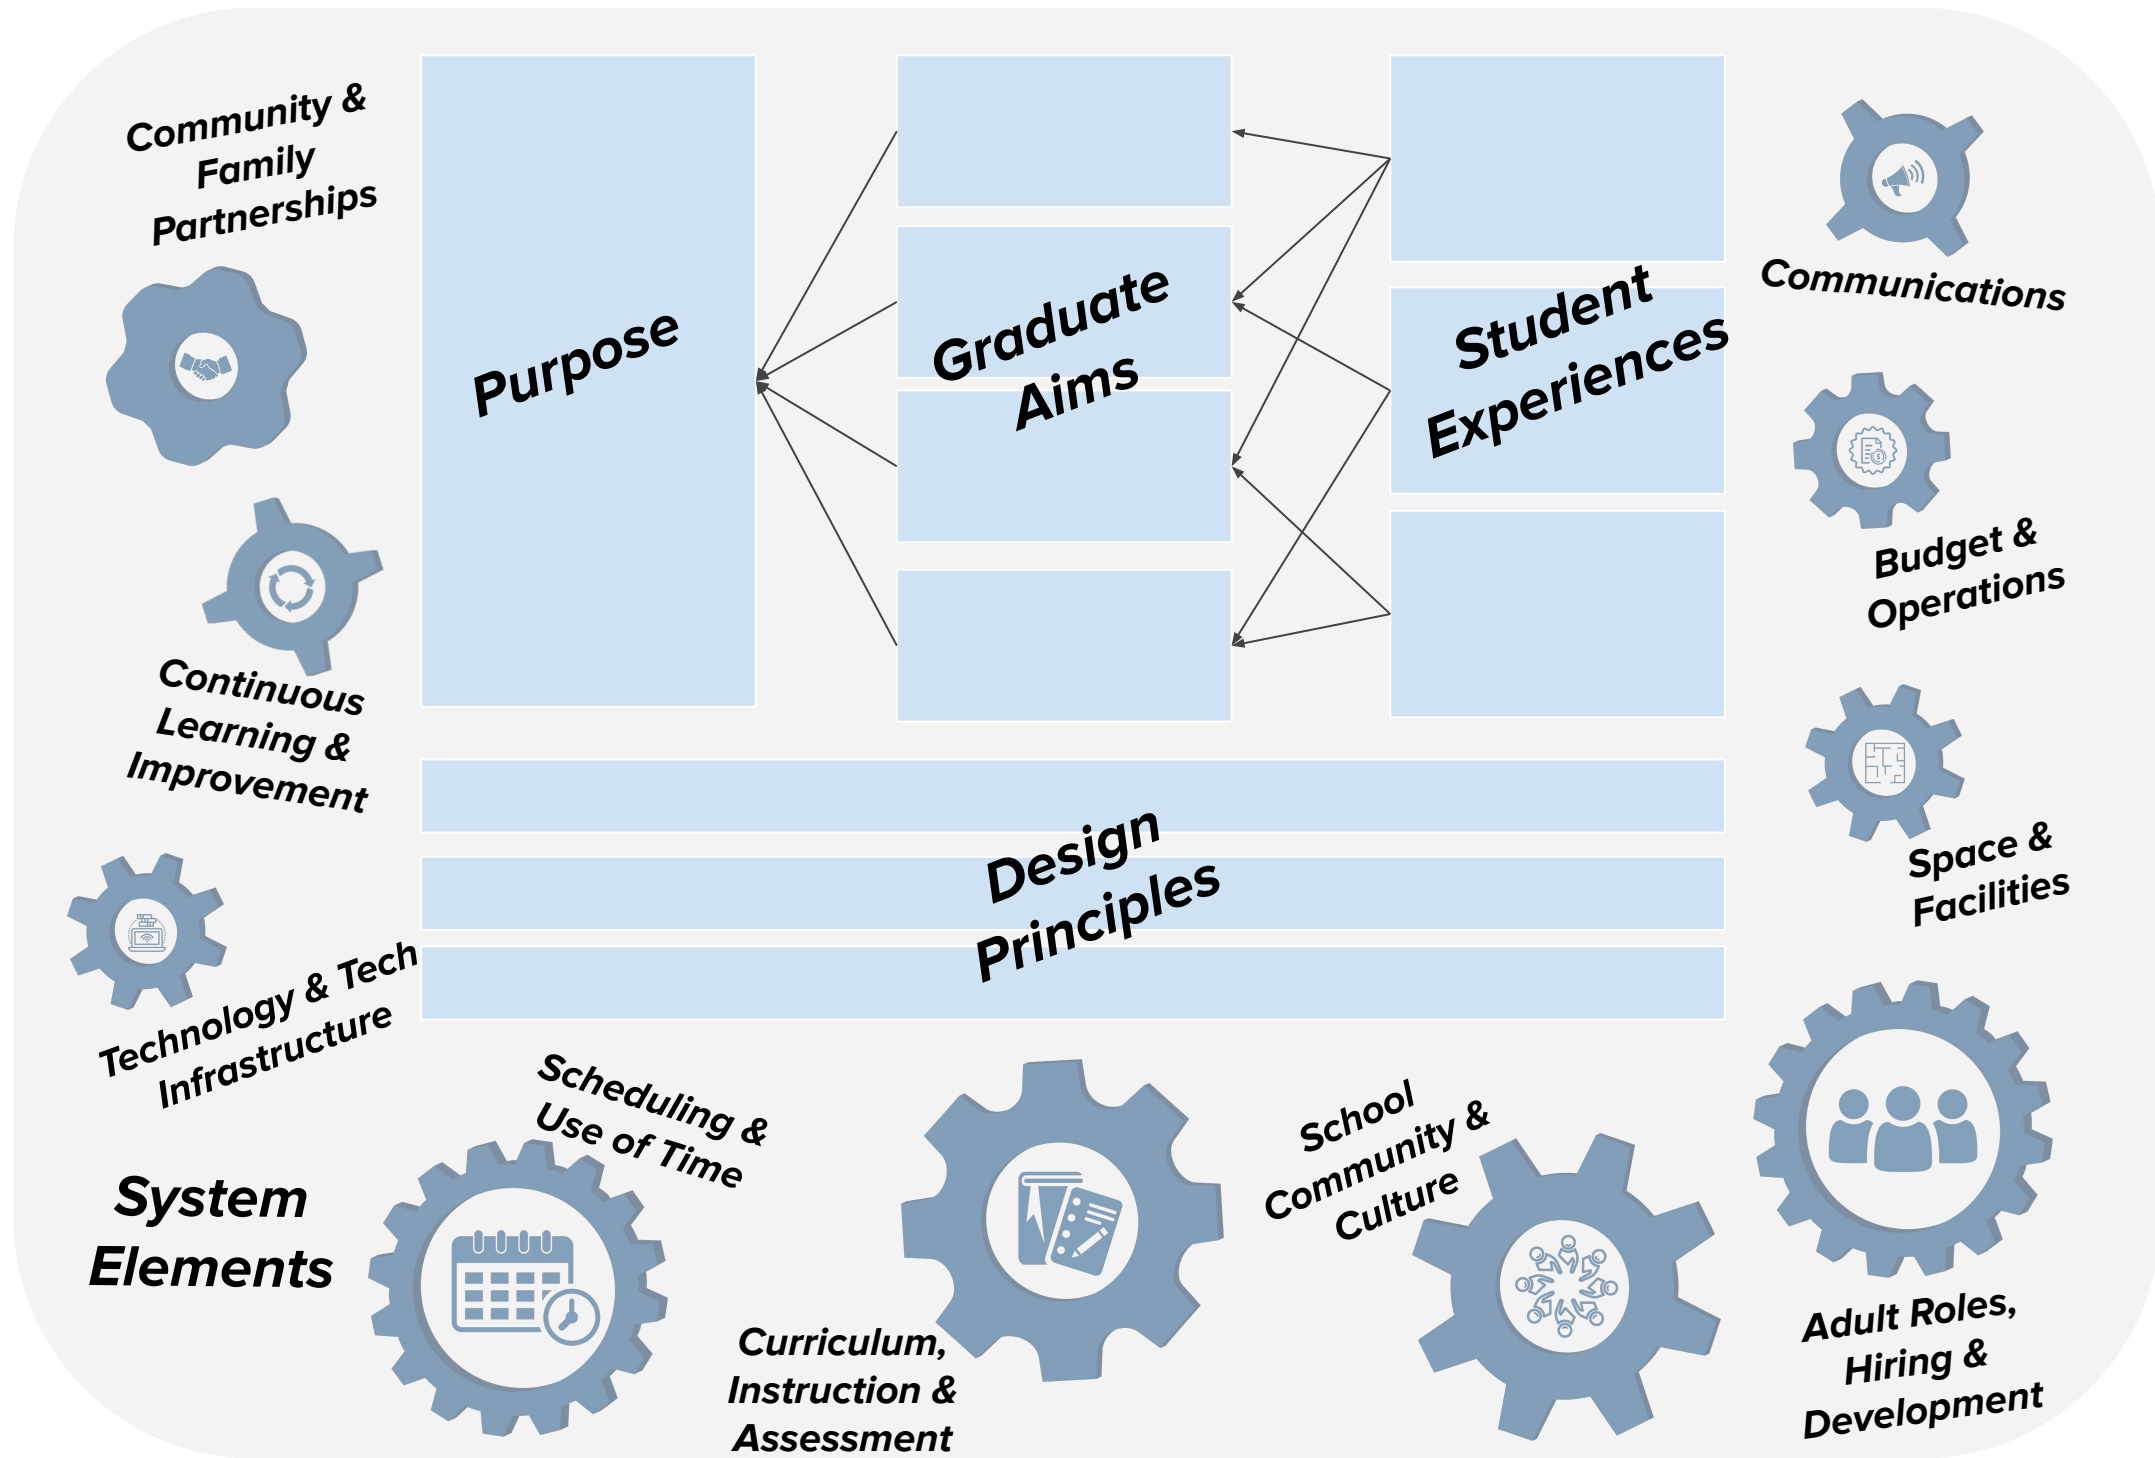 Community &
Family
Partnerships
Purpose
Graduate
Aims
Student
Experiences
Communications
Budget &
Operations
Continuous
Learning &
Improvement
Space &
Facilities
Design
Principles
Technology & Tech
Infrastructure
System
Elements
Scheduling &
Use of Time
Curriculum,
Instruction &
Assessment
School
Community &
Culture
Adult Roles,
Hiring &
Development